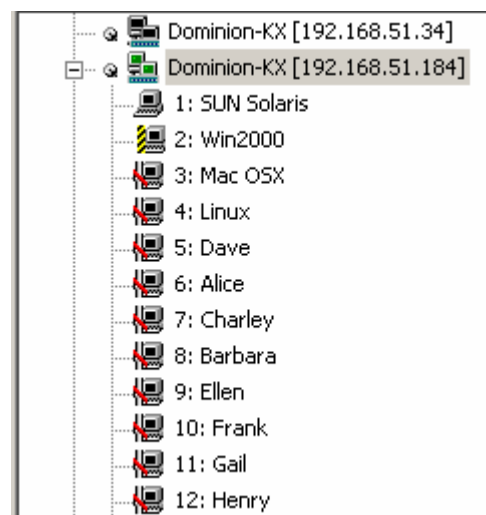 Dominion-KX [192.168.51.34]
Dominion-KX [192.168.51.184]
1: SUN Solaris
2: Win2000
3: Mac OSX
4: Linux
5: Dave
6: Alice
7: Charley
8: Barbara
9: Ellen
10: Frank
11: Gail
12: Henry